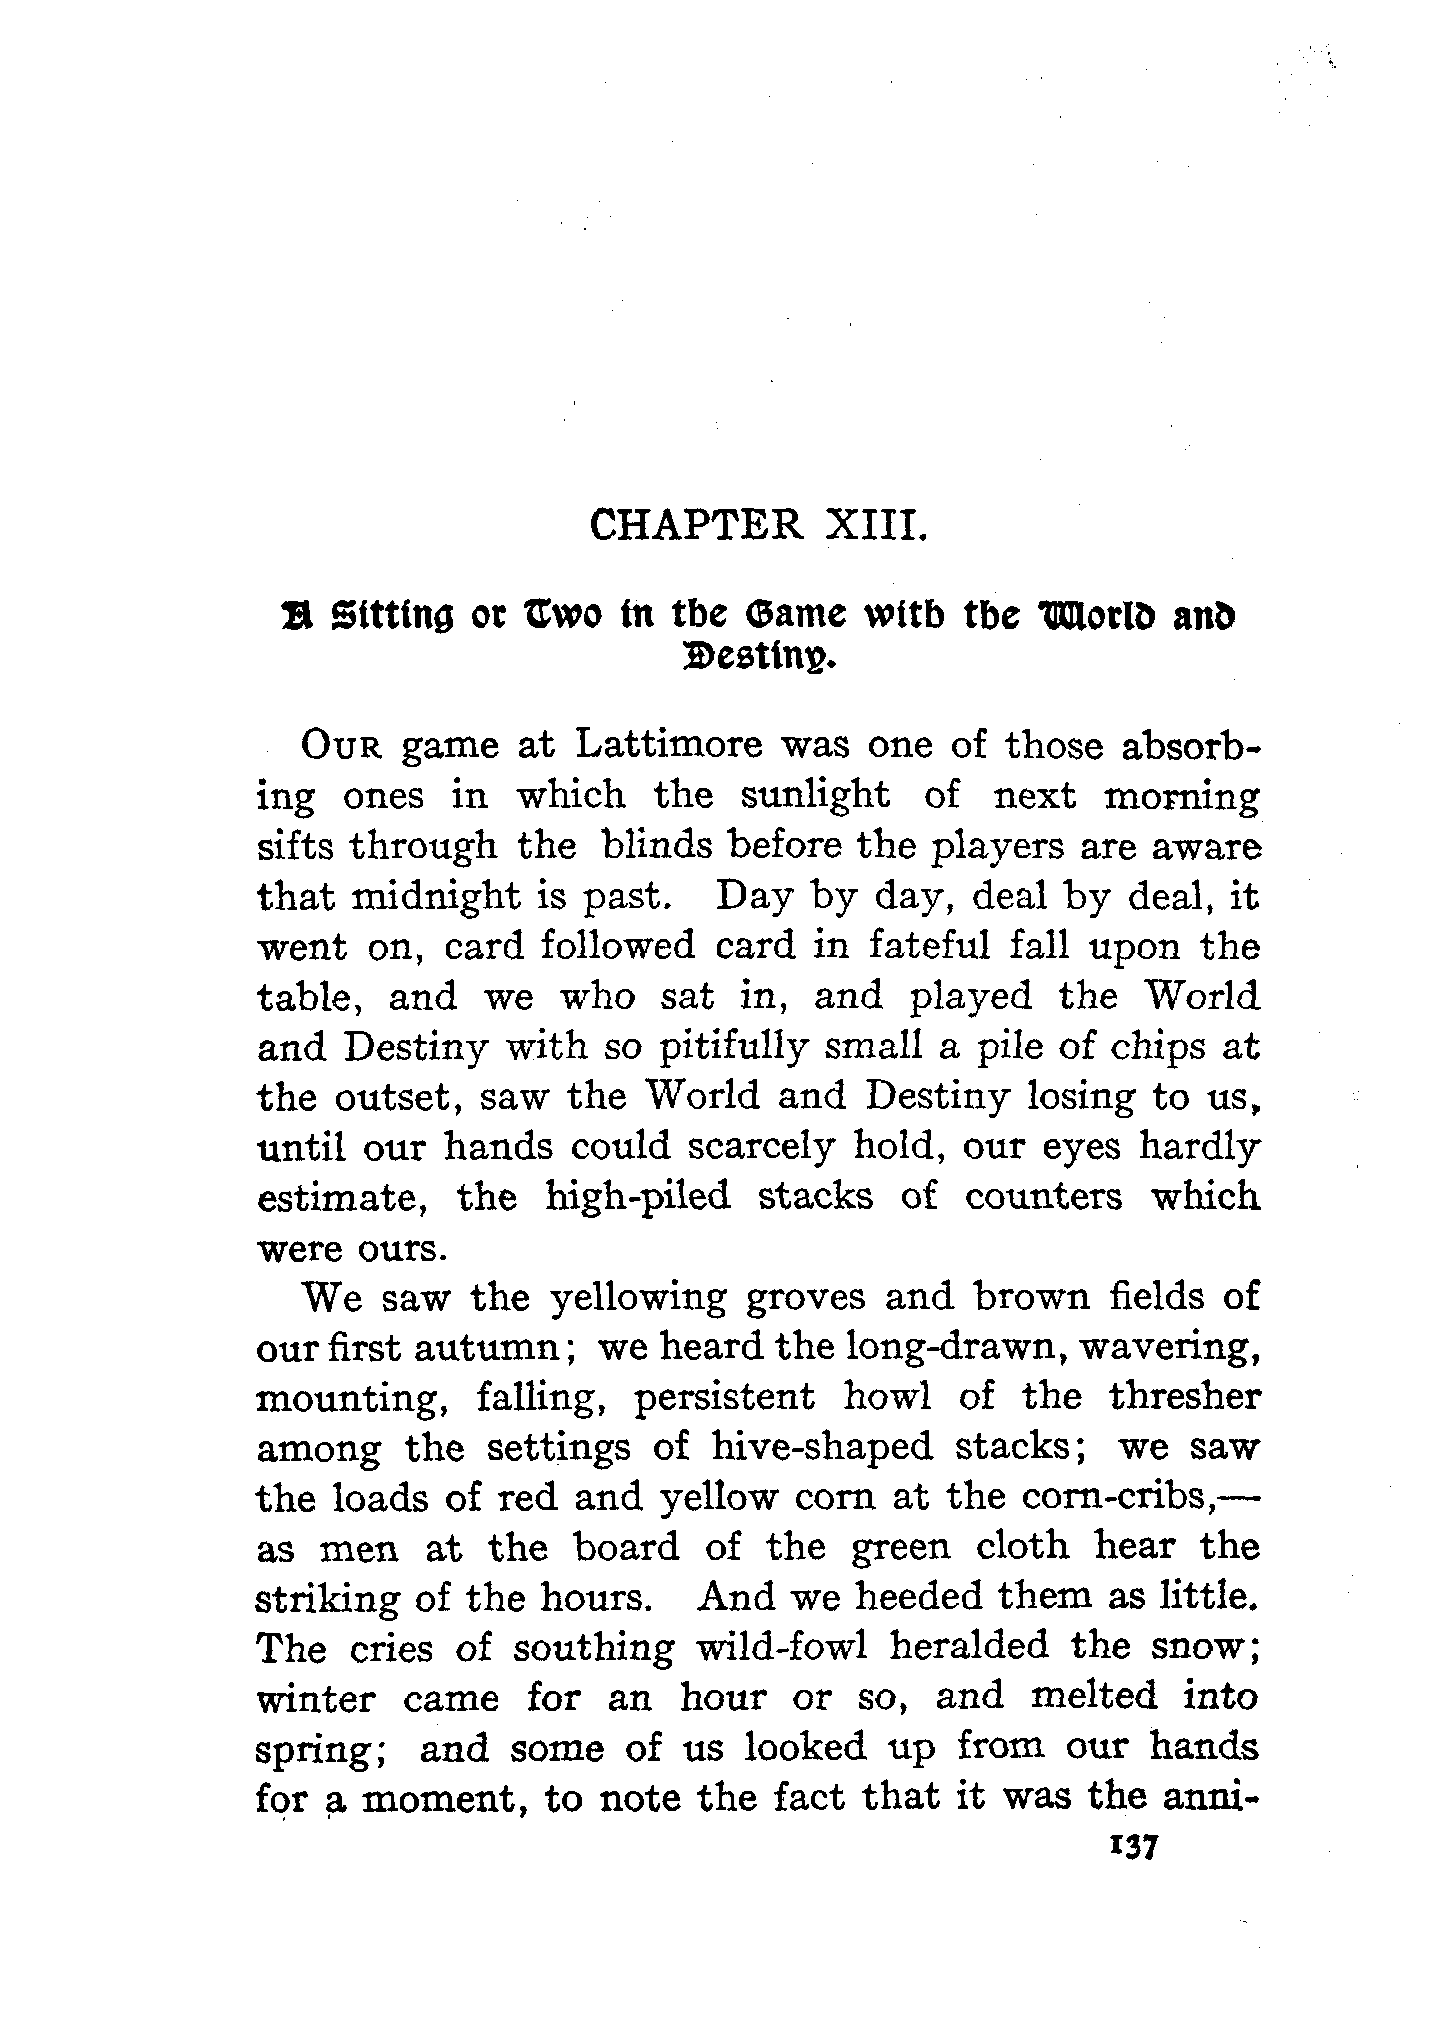 CHAPTER XIII.
A Sitting or Two in the Game with the World and
Destiny.
OUR game at Lattimore was one of those absorb-
ing ones in which the sunlight of next morning
sifts through the blinds before the players are aware
that midnight is past. Day by day, deal by deal, it
went on, card followed card in fateful fall upon the
table, and we who sat in, and played the World
and Destiny with so pitifully small a pile of chips at
the outset, saw the World and Destiny losing to us,
until our hands could scarcely hold, our eyes hardly
estimate, the high-piled stacks of counters which
were ours.
We saw the yellowing groves and brown fields of
our first autumn; we heard the long-drawn, wavering,
mounting, falling, persistent howl of the thresher
among the settings of hive-shaped stacks; we saw
the loads of red and yellow corn at the corn-cribs,—
as men at the board of the green cloth hear the
striking of the hours. And we heeded them as little.
The cries of southing wild-fowl heralded the snow;
winter came for an hour or so, and melted into
spring; and some of us looked up from our hands
for a moment, to note the fact that it was the anni-
137